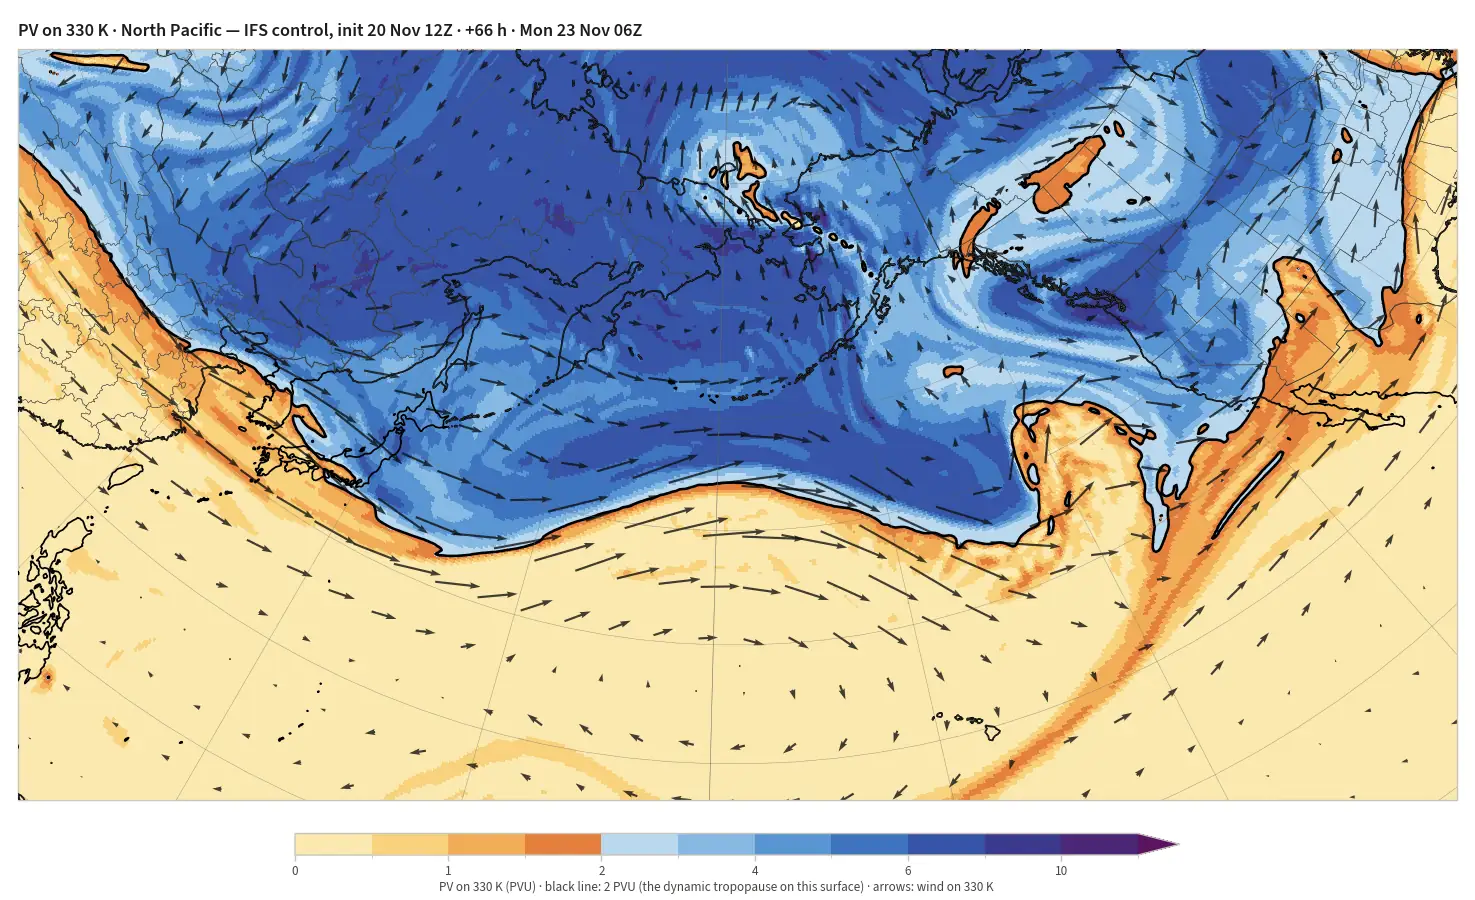 PV on 330 K · North Pacific — IFS control, init 20 Nov 12Z · +66 h · Mon 23 Nov 06Z
0 1 2 4 6 10
PV on 330 K (PVU) · black line: 2 PVU (the dynamic tropopause on this surface) · arrows: wind on 330 K